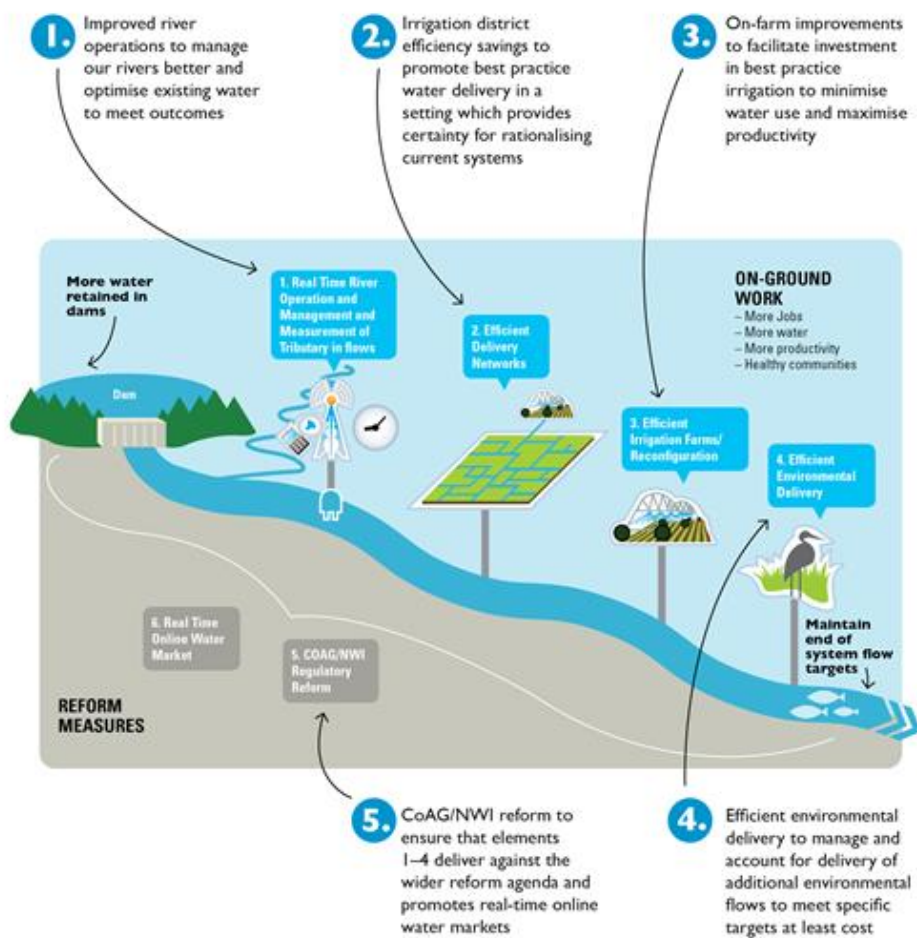 1.
Improved river
operations to manage
our rivers better and
optimise existing water
to meet outcomes
2.
Irrigation district
efficiency savings to
promote best practice
water delivery in a
setting which provides
certainty for rationalising
current systems
3.
On-farm improvements
to facilitate investment
in best practice
irrigation to minimise
water use and maximise
productivity
More water
retained in
dams
Dam
1. Real Time River
Operation and
Management and
Measurement of
Tributary in flows
2. Efficient
Delivery
Networks
ON-GROUND
WORK
– More Jobs
– More water
– More productivity
– Healthy communities
3. Efficient
Irrigation Farms/
Reconfiguration
4. Efficient
Environmental
Delivery
Maintain
end of
system flow
targets
6. Real Time
Online Water
Market
5. COAG/NWI
Regulatory
Reform
REFORM
MEASURES
5.
CoAG/NWI reform to
ensure that elements
1–4 deliver against the
wider reform agenda and
promotes real-time online
water markets
4.
Efficient environmental
delivery to manage and
account for delivery of
additional environmental
flows to meet specific
targets at least cost